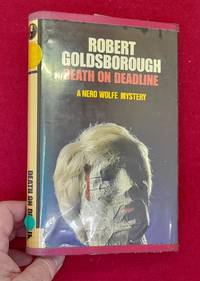 ROBERT
GOLDSBOROUGH
DEATH ON DEADLINE
A NERO WOLFE MYSTERY
DEATH ON